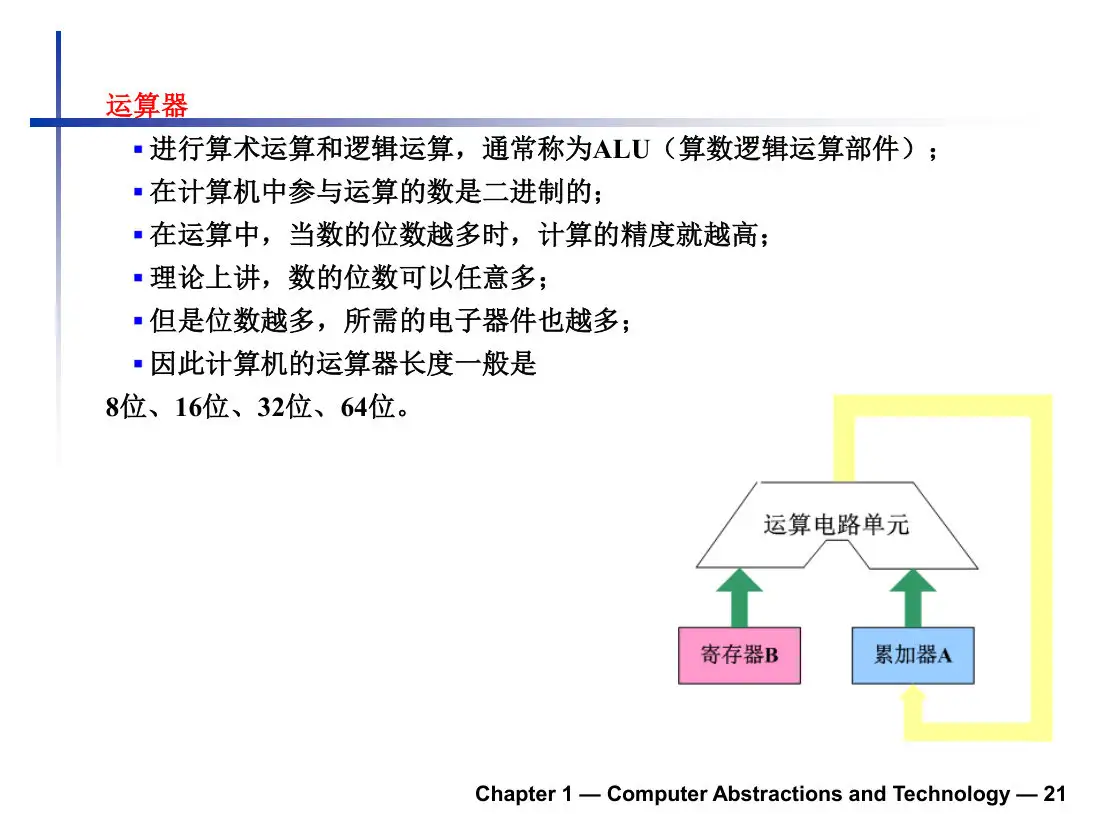 运算器
▪进行算术运算和逻辑运算，通常称为ALU（算数逻辑运算部件）；
▪在计算机中参与运算的数是二进制的；
▪在运算中，当数的位数越多时，计算的精度就越高；
▪理论上讲，数的位数可以任意多；
▪但是位数越多，所需的电子器件也越多；
▪因此计算机的运算器长度一般是
8位、16位、32位、64位。
运算电路单元
寄存器B
累加器A
Chapter 1 — Computer Abstractions and Technology — 21